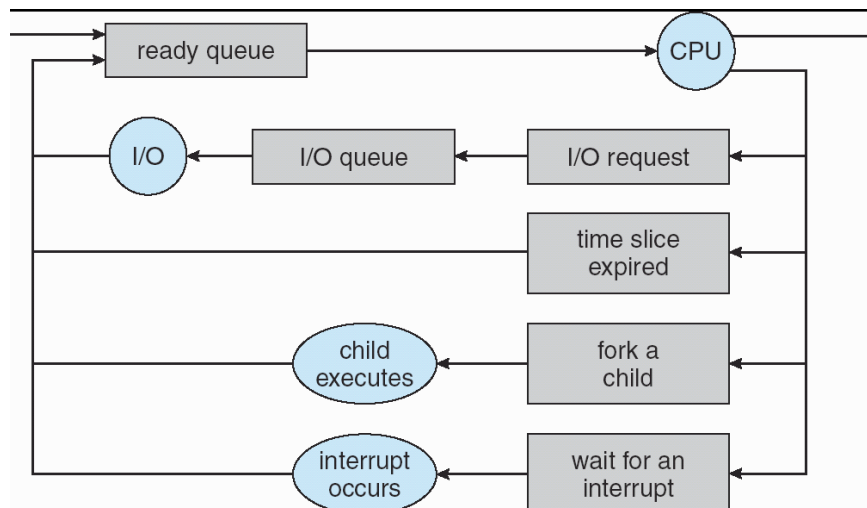 ready queue
CPU
I/O
I/O queue
I/O request
time slice
expired
child
executes
fork a
child
interrupt
occurs
wait for an
interrupt